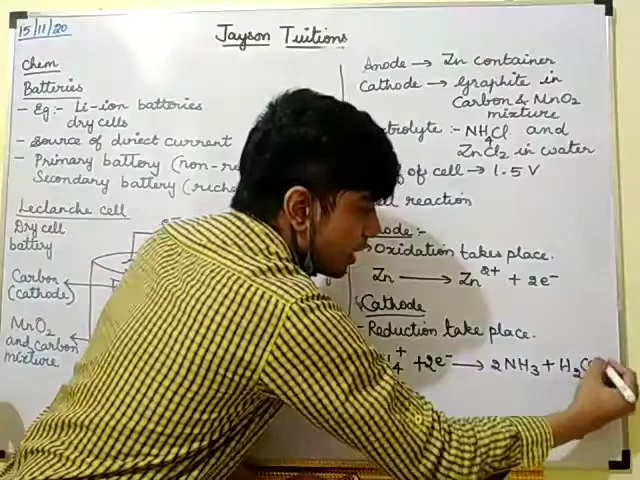 15/11/20
Jayson Tuitions
Chem
Batteries
- Eg:- Li-ion batteries
dry cells
- Source of direct current
- Primary battery (non-re
Secondary battery (rech
Leclanche cell
Dry cell
battery
Carbon
(cathode)
MnO2
and carbon
mixture
Anode → Zn container
Cathode → Graphite in
Carbon & MnO2
mixture
trolyte :- NH4Cl and
ZnCl2 in water
of cell → 1.5 V
reaction
ode :-
Oxidation takes place.
Zn → Zn2+ + 2e-
Cathode
- Reduction take place.
4+ + 2e- → 2NH3 + H2